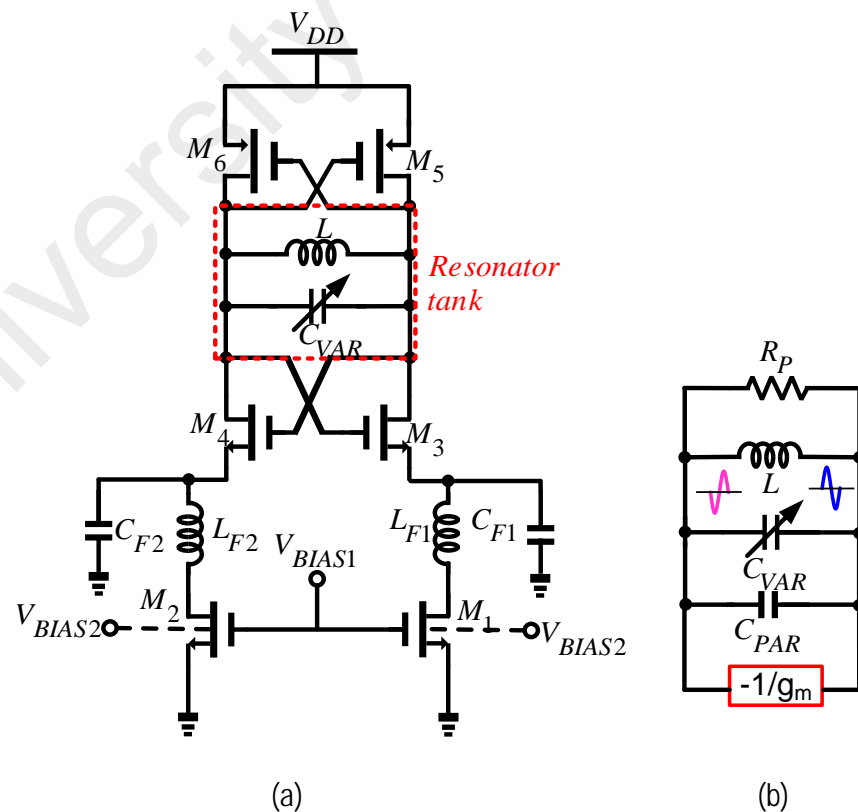 iversity
V_DD
M_6
M_5
L
Resonator
tank
C_VAR
M_4
M_3
C_F2
L_F2
L_F1
C_F1
V_BIAS1
V_BIAS2
M_2
M_1
V_BIAS2
(a)
R_P
L
C_VAR
C_PAR
-1/g_m
(b)